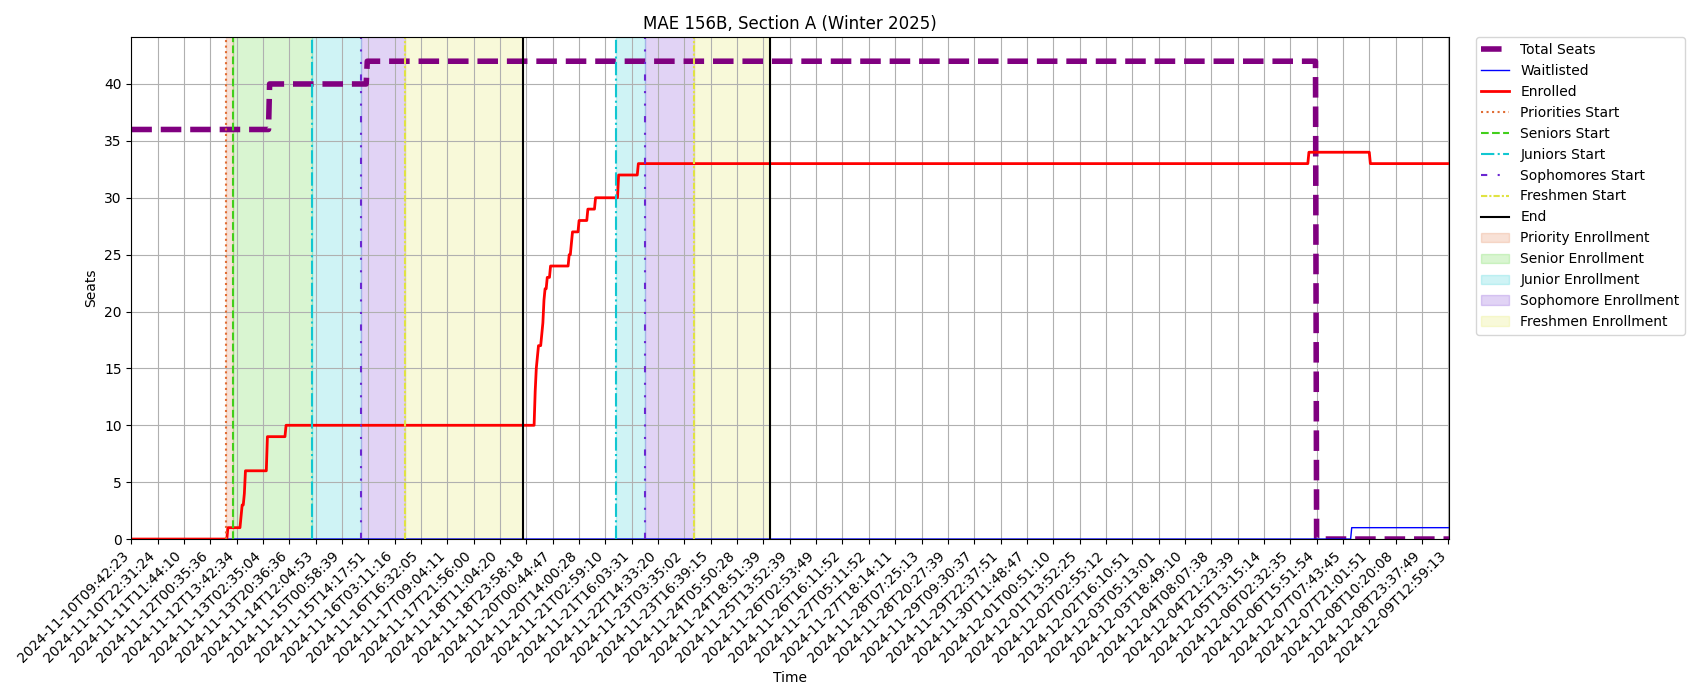 MAE 156B, Section A (Winter 2025)
Seats
40
35
30
25
20
15
10
5
0
2024-11-10T09:42:23
2024-11-10T22:31:24
2024-11-11T11:44:10
2024-11-12T00:35:36
2024-11-12T13:42:34
2024-11-13T02:35:04
2024-11-13T20:36:36
2024-11-14T12:04:53
2024-11-15T00:58:39
2024-11-15T14:17:51
2024-11-16T03:11:16
2024-11-16T16:32:05
2024-11-17T09:04:11
2024-11-17T21:56:00
2024-11-18T11:04:20
2024-11-18T23:58:18
2024-11-20T00:44:47
2024-11-20T14:00:28
2024-11-21T02:59:10
2024-11-21T16:03:31
2024-11-22T14:33:20
2024-11-23T03:35:02
2024-11-23T16:39:15
2024-11-24T05:50:28
2024-11-24T18:51:39
2024-11-25T13:52:39
2024-11-26T02:53:49
2024-11-26T16:11:52
2024-11-27T05:11:52
2024-11-27T18:14:11
2024-11-28T07:25:13
2024-11-28T20:27:39
2024-11-29T09:30:37
2024-11-29T22:37:51
2024-11-30T11:48:47
2024-12-01T00:51:10
2024-12-01T13:52:25
2024-12-02T02:55:12
2024-12-02T16:10:51
2024-12-03T05:13:01
2024-12-03T18:49:10
2024-12-04T08:07:38
2024-12-04T21:23:39
2024-12-05T13:15:14
2024-12-06T02:32:35
2024-12-06T15:51:54
2024-12-07T07:43:45
2024-12-07T21:01:51
2024-12-08T10:20:08
2024-12-08T23:37:49
2024-12-09T12:59:13
Time
Total Seats
Waitlisted
Enrolled
Priorities Start
Seniors Start
Juniors Start
Sophomores Start
Freshmen Start
End
Priority Enrollment
Senior Enrollment
Junior Enrollment
Sophomore Enrollment
Freshmen Enrollment